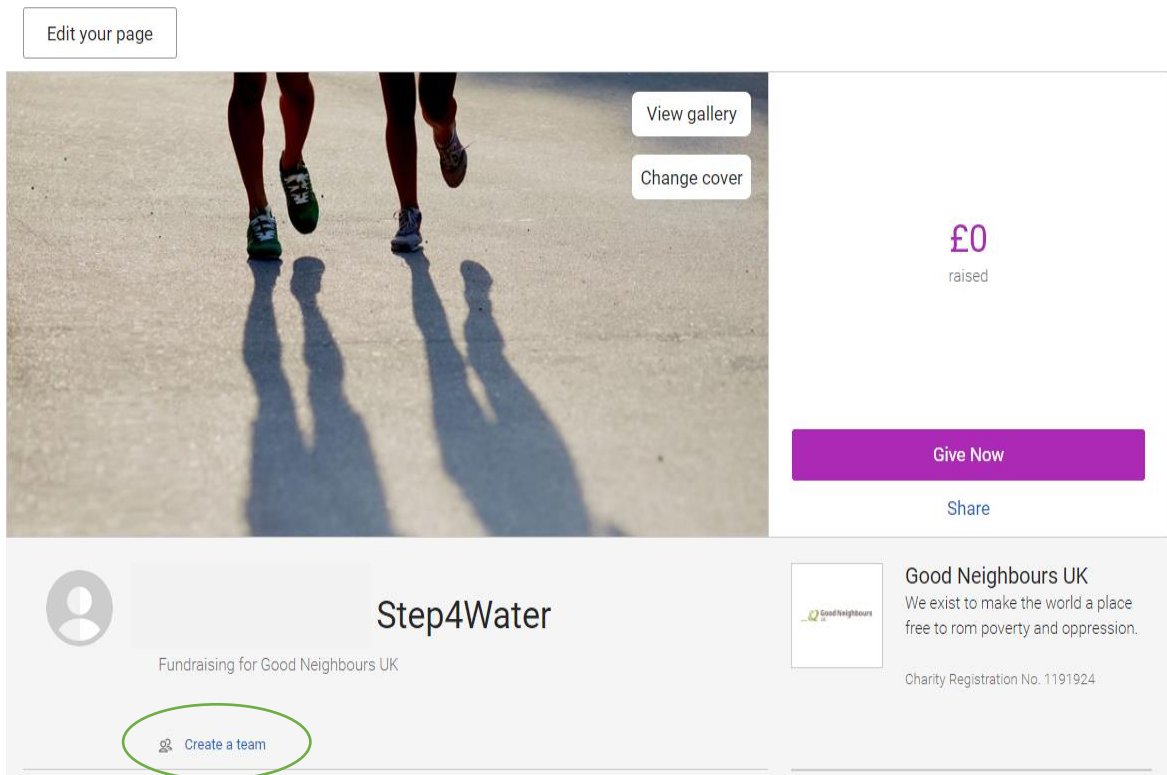 Edit your page
View gallery
Change cover
£0
raised
Give Now
Share
Step4Water
Fundraising for Good Neighbours UK
Create a team
Good Neighbours
Good Neighbours UK
We exist to make the world a place
free to rom poverty and oppression.
Charity Registration No. 1191924